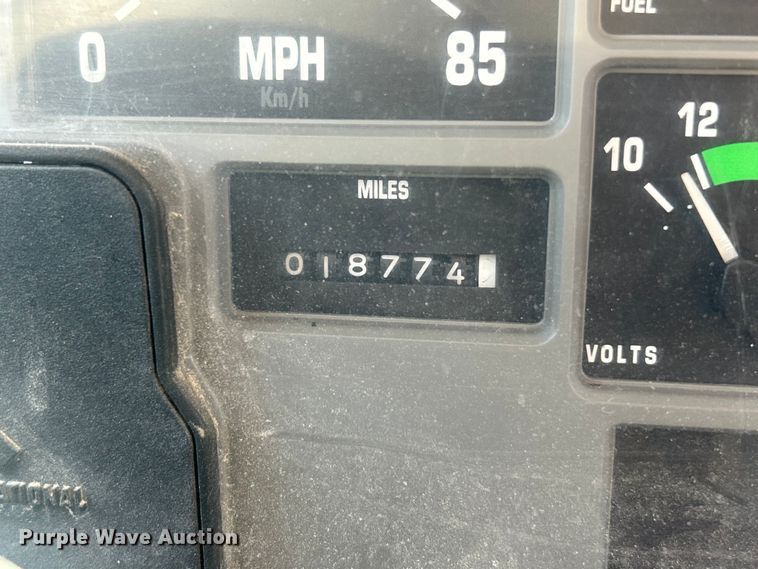 FUEL
0 MPH 85
Km/h
12
10
MILES
018774
VOLTS
Purple Wave Auction